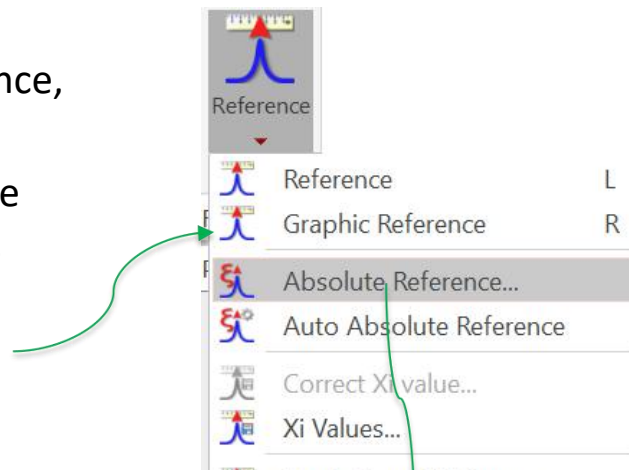 nce,
e
Reference
Reference L
Graphic Reference R
Absolute Reference...
Auto Absolute Reference
Correct Xi value...
Xi Values...